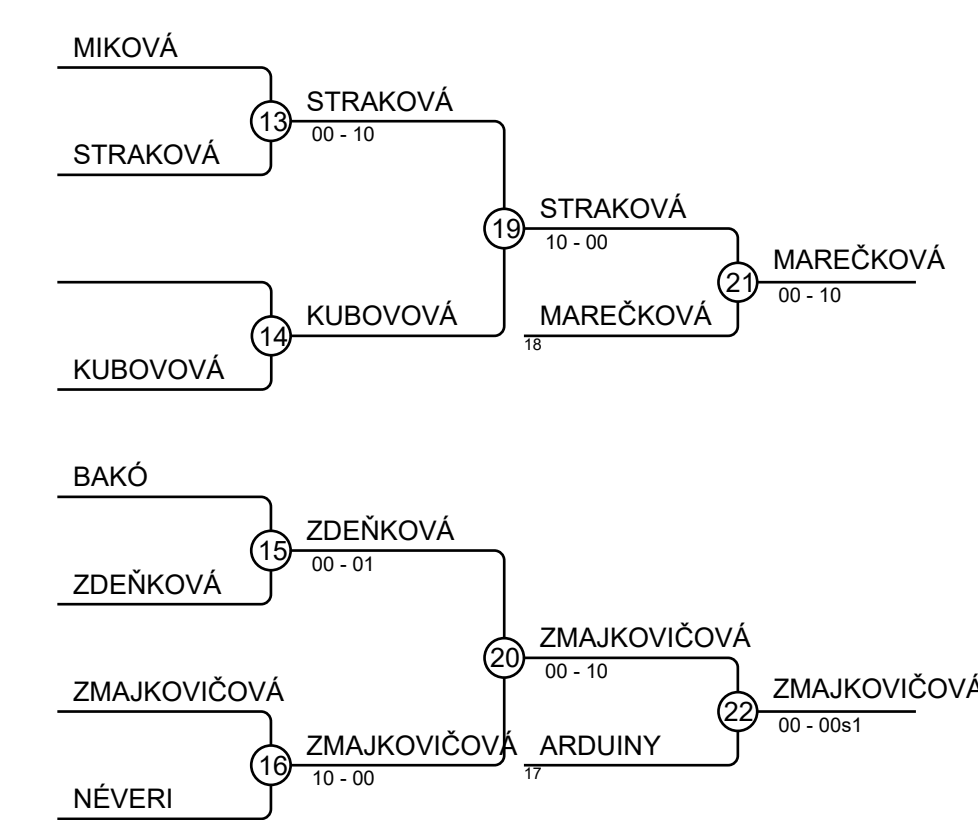 MIKOVÁ
STRAKOVÁ
13
00 - 10
STRAKOVÁ
STRAKOVÁ
19
10 - 00
MAREČKOVÁ
21
00 - 10
KUBOVOVÁ
14
MAREČKOVÁ
18
KUBOVOVÁ
BAKÓ
ZDEŇKOVÁ
15
00 - 01
ZDEŇKOVÁ
ZMAJKOVIČOVÁ
20
00 - 10
ZMAJKOVIČOVÁ
ZMAJKOVIČOVÁ
22
00 - 00s1
ZMAJKOVIČOVÁ
16
10 - 00
ARDUINY
17
NÉVERI